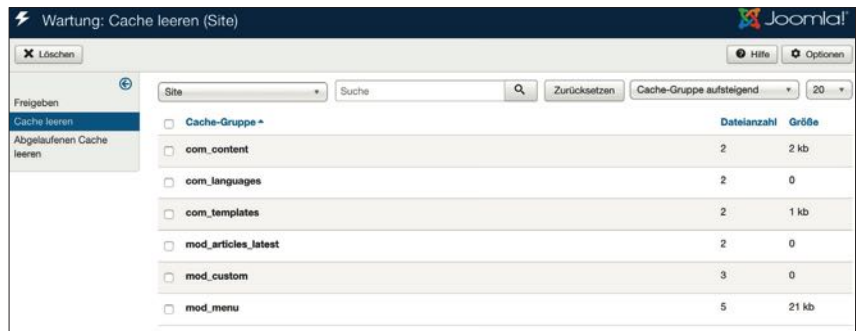 Wartung: Cache leeren (Site)
Joomla!
Löschen
Hilfe
Optionen
Freigeben
Cache leeren
Abgelaufenen Cache
leeren
Site
Suche
Zurücksetzen
Cache-Gruppe aufsteigend
20
Cache-Gruppe Dateianzahl Größe
com_content 2 2 kb
com_languages 2 0
com_templates 2 1 kb
mod_articles_latest 2 0
mod_custom 3 0
mod_menu 5 21 kb